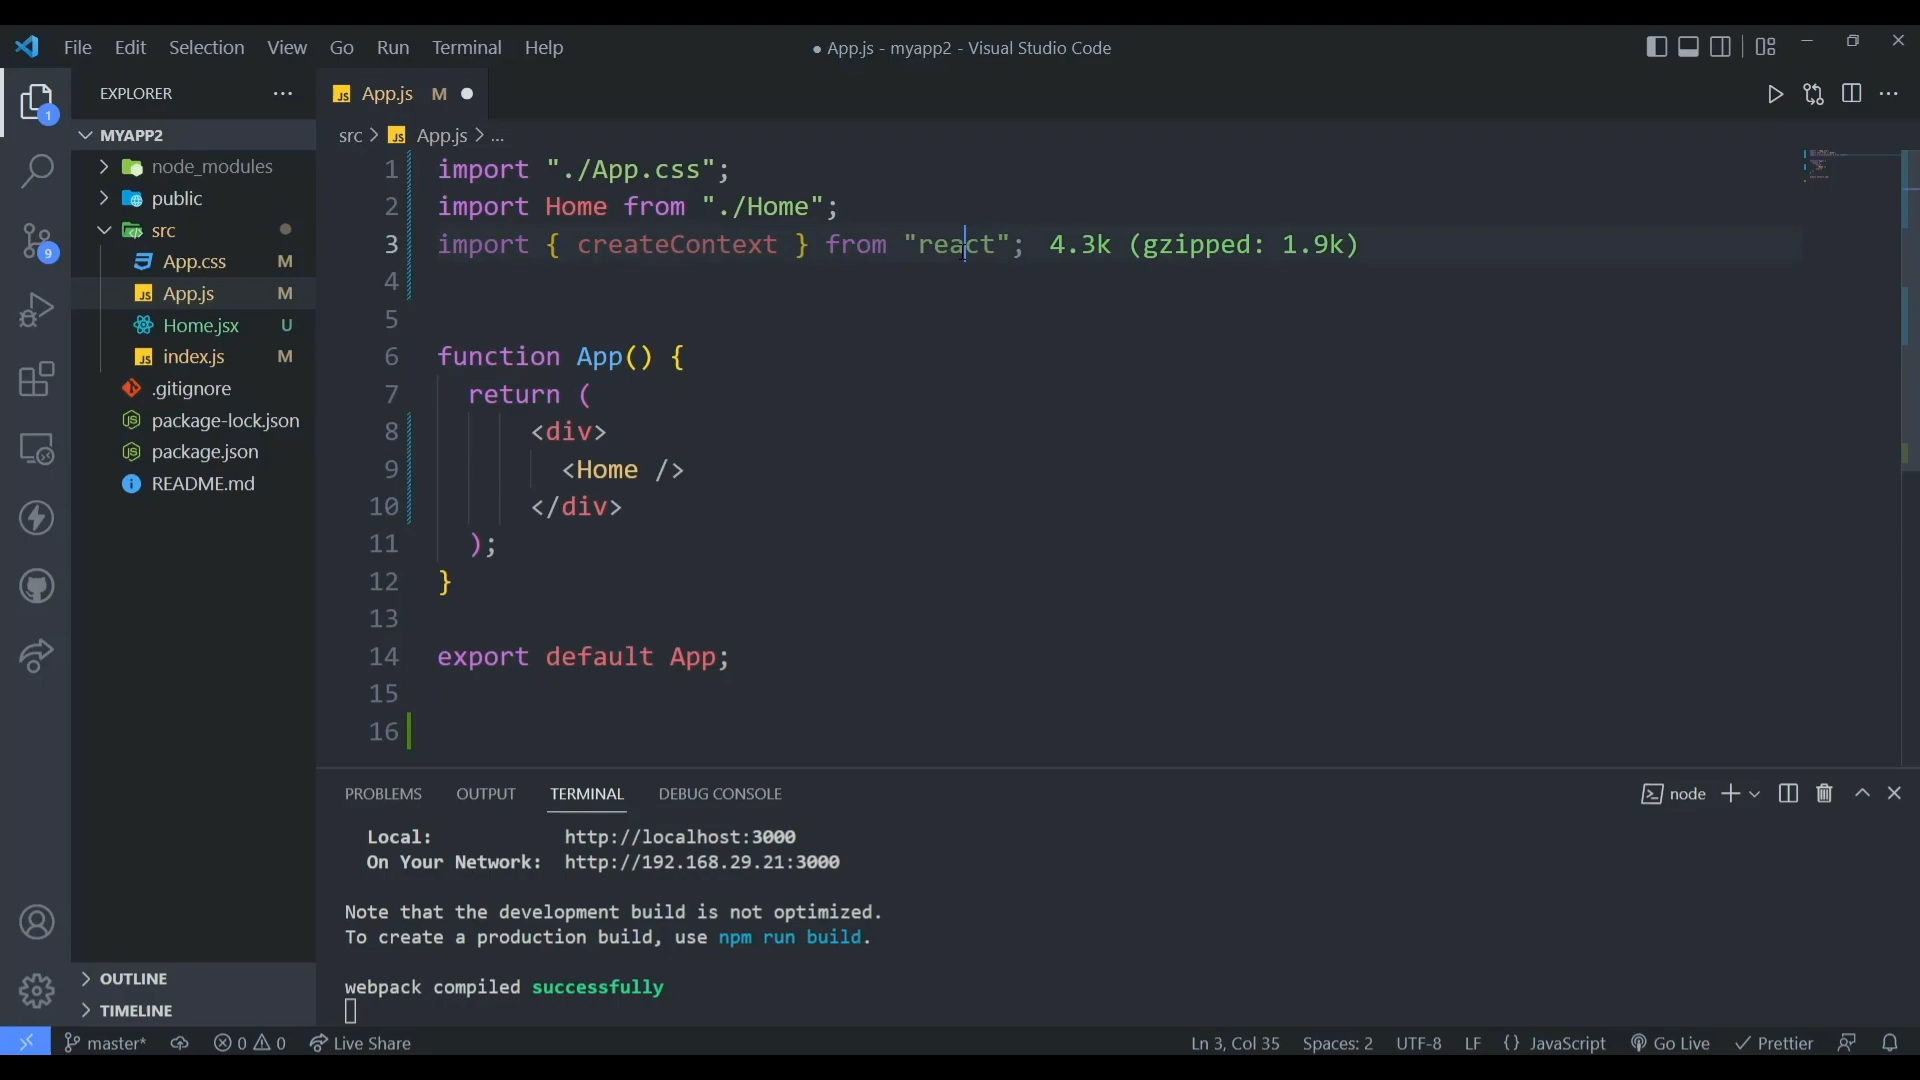 File Edit Selection View Go Run Terminal Help
● App.js - myapp2 - Visual Studio Code
EXPLORER
1
MYAPP2
node_modules
public
src
App.css M
App.js M
Home.jsx U
index.js M
.gitignore
package-lock.json
package.json
README.md
9
OUTLINE
TIMELINE
JS App.js M
src > JS App.js > ...
1 import "./App.css";
2 import Home from "./Home";
3 import { createContext } from "react"; 4.3k (gzipped: 1.9k)
4
5
6 function App() {
7 return (
8 <div>
9 <Home />
10 </div>
11 );
12 }
13
14 export default App;
15
16
PROBLEMS OUTPUT TERMINAL DEBUG CONSOLE
node
Local: http://localhost:3000
On Your Network: http://192.168.29.21:3000
Note that the development build is not optimized.
To create a production build, use npm run build.
webpack compiled successfully
master* 0 0 Live Share
Ln 3, Col 35 Spaces: 2 UTF-8 LF {} JavaScript Go Live Prettier